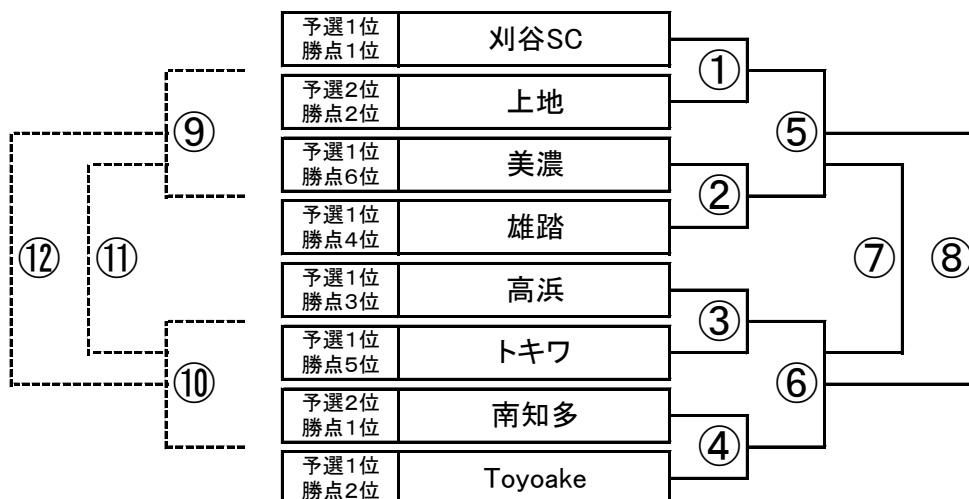 予選1位
勝点1位
刈谷SC
①
予選2位
勝点2位
上地
⑨
⑤
予選1位
勝点6位
美濃
②
予選1位
勝点4位
雄踏
⑫
⑪
⑦
⑧
予選1位
勝点3位
高浜
③
予選1位
勝点5位
トキワ
⑩
⑥
予選2位
勝点1位
南知多
④
予選1位
勝点2位
Toyoake